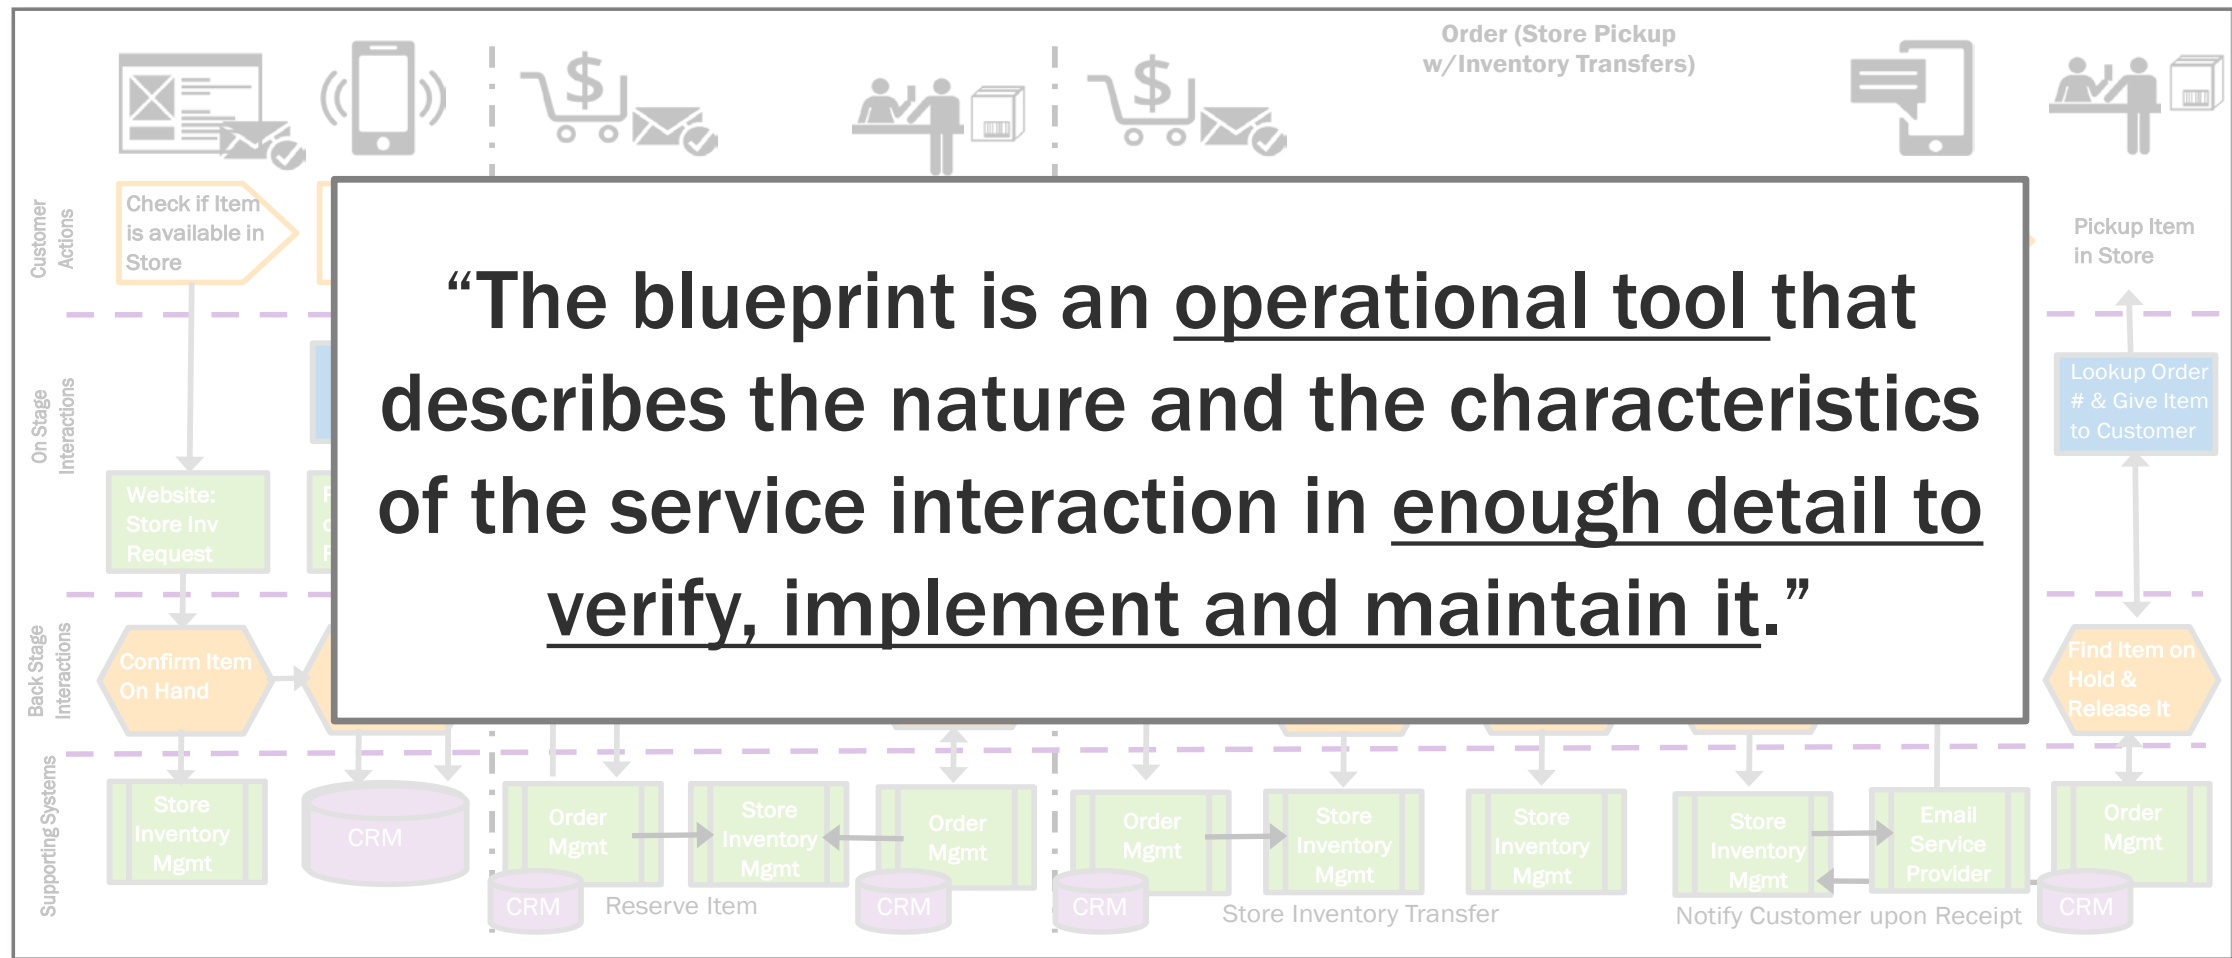 Order (Store Pickup
w/Inventory Transfers)
Customer
Actions
Check if Item
is available in
Store
Pickup Item
in Store
“The blueprint is an operational tool that
describes the nature and the characteristics
of the service interaction in enough detail to
verify, implement and maintain it.”
On Stage
Interactions
Website:
Store Inv
Request
Lookup Order
# & Give Item
to Customer
Back Stage
Interactions
Confirm Item
On Hand
Find Item on
Hold &
Release It
Supporting Systems
Store
Inventory
Mgmt
CRM
Order
Mgmt
CRM
Store
Inventory
Mgmt
Order
Mgmt
CRM
Reserve Item
Order
Mgmt
CRM
Store
Inventory
Mgmt
Store Inventory Transfer
Store
Inventory
Mgmt
Store
Inventory
Mgmt
Email
Service
Provider
Notify Customer upon Receipt
Order
Mgmt
CRM